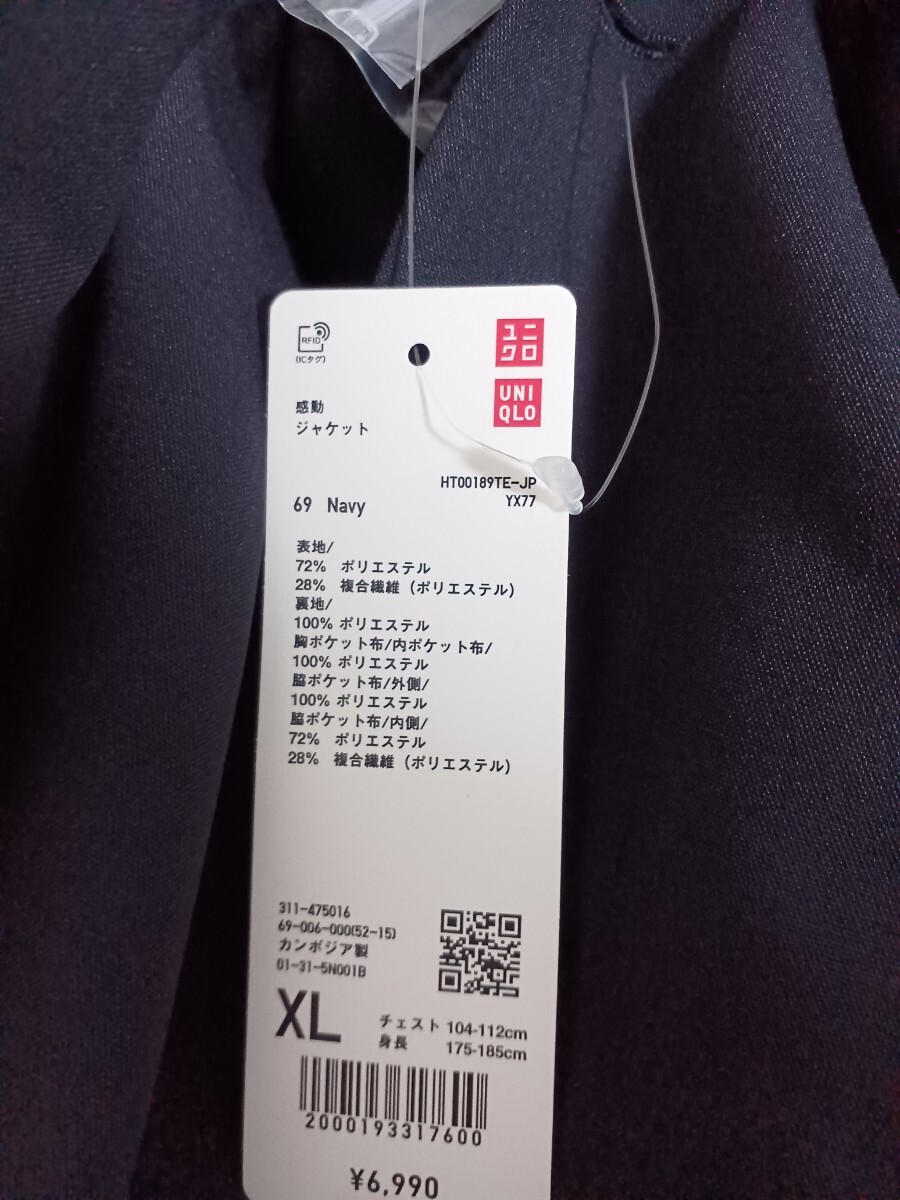 RFID
(ICタグ)
ユニ
クロ
UNI
QLO
感動
ジャケット
HT00189TE-JP
YX77
69 Navy
表地/
72% ポリエステル
28% 複合繊維(ポリエステル)
裏地/
100% ポリエステル
胸ポケット布/内ポケット布/
100% ポリエステル
脇ポケット布/外側/
100% ポリエステル
脇ポケット布/内側/
72% ポリエステル
28% 複合繊維(ポリエステル)
311-475016
69-006-000(52-15)
カンボジア製
01-31-5N001B
XL
チェスト 104-112cm
身長 175-185cm
2000193317600
¥6,990